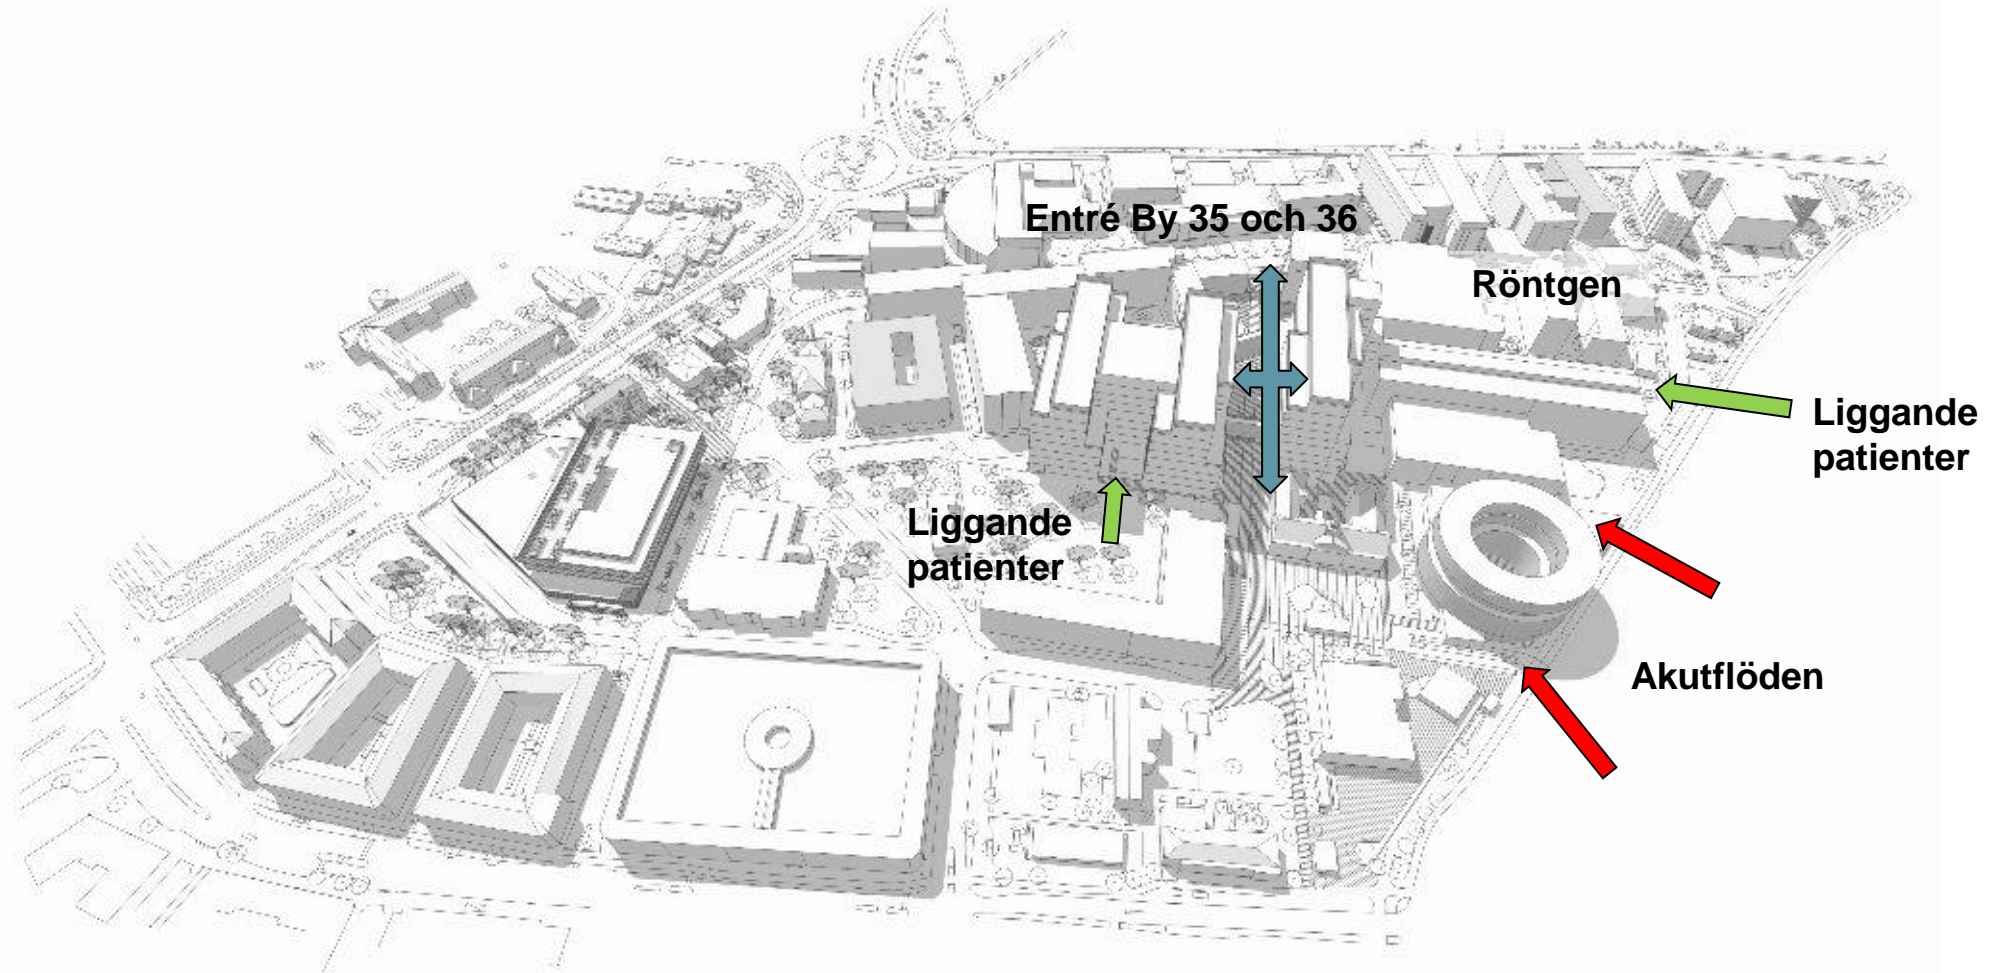 Entré By 35 och 36
Röntgen
Liggande
patienter
Liggande
patienter
Akutflöden